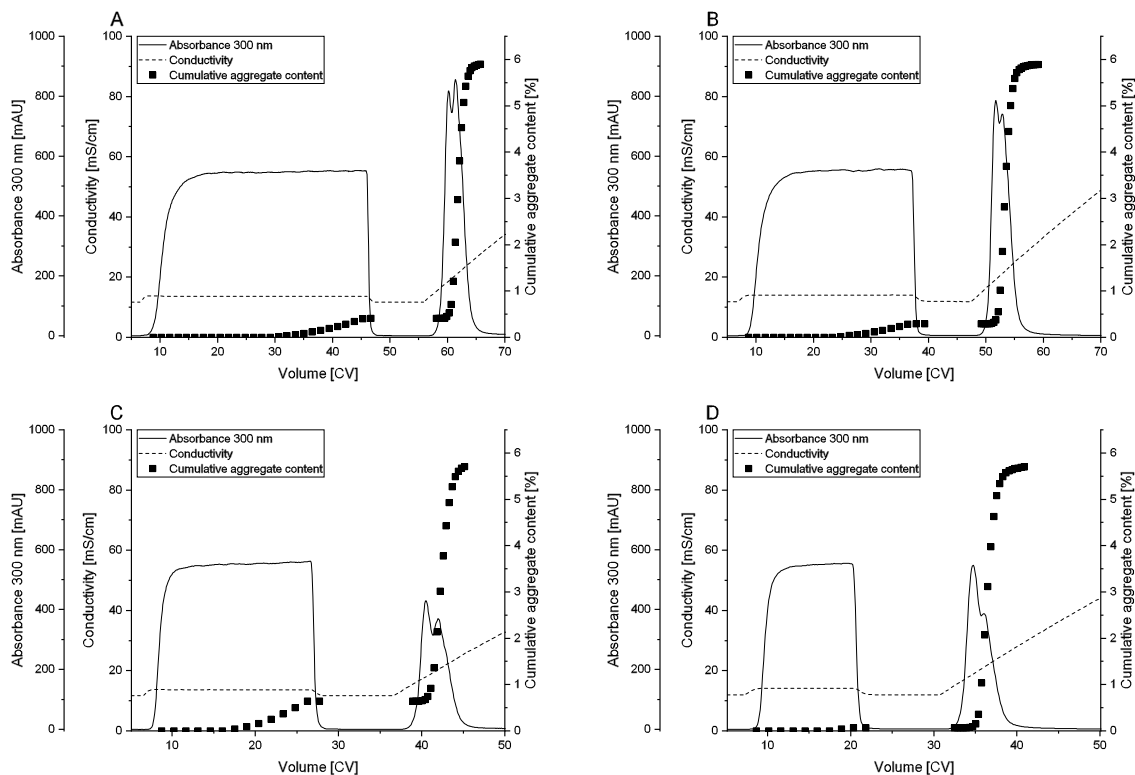 A
Absorbance 300 nm
Conductivity
Cumulative aggregate content
1000
800
600
400
200
0
Absorbance 300 nm [mAU]
100
80
60
40
20
0
Conductivity [mS/cm]
6
5
4
3
2
1
0
Cumulative aggregate content [%]
10 20 30 40 50 60 70
Volume [CV]
B
Absorbance 300 nm
Conductivity
Cumulative aggregate content
1000
800
600
400
200
0
Absorbance 300 nm [mAU]
100
80
60
40
20
0
Conductivity [mS/cm]
6
5
4
3
2
1
0
Cumulative aggregate content [%]
10 20 30 40 50 60 70
Volume [CV]
C
Absorbance 300 nm
Conductivity
Cumulative aggregate content
1000
800
600
400
200
0
Absorbance 300 nm [mAU]
100
80
60
40
20
0
Conductivity [mS/cm]
6
5
4
3
2
1
0
Cumulative aggregate content [%]
10 20 30 40 50
Volume [CV]
D
Absorbance 300 nm
Conductivity
Cumulative aggregate content
1000
800
600
400
200
0
Absorbance 300 nm [mAU]
100
80
60
40
20
0
Conductivity [mS/cm]
6
5
4
3
2
1
0
Cumulative aggregate content [%]
10 20 30 40 50
Volume [CV]